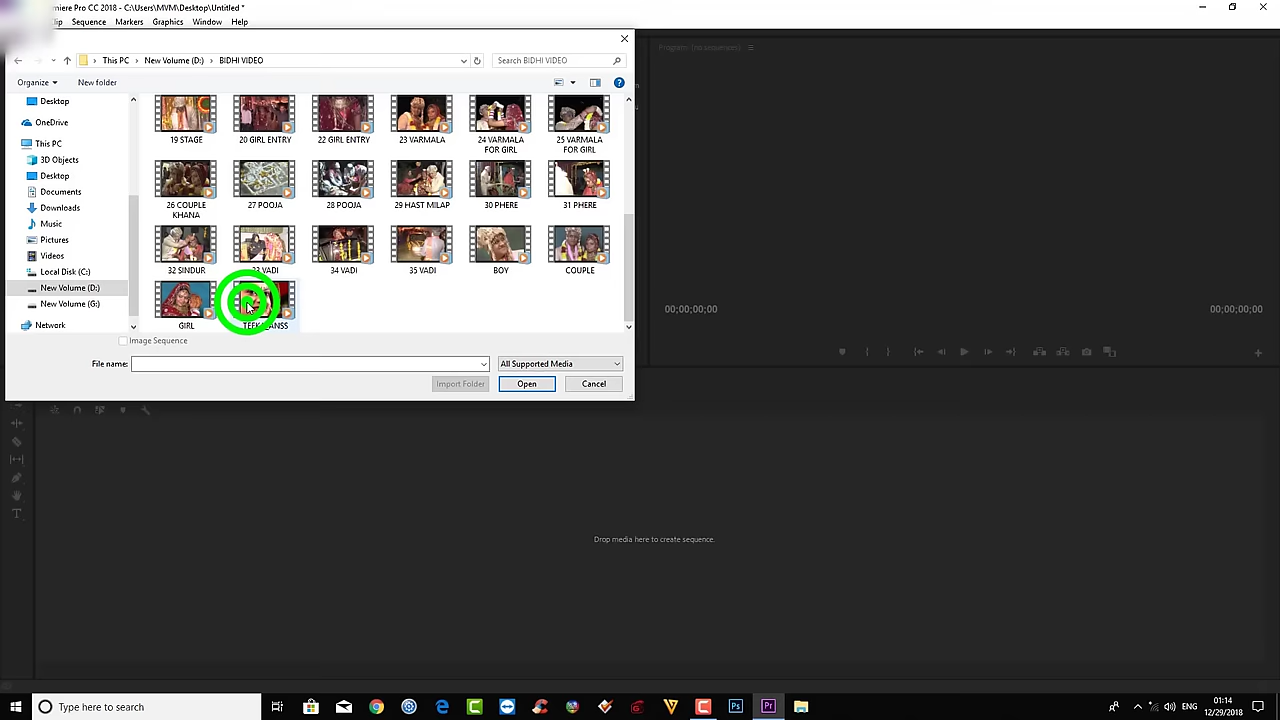 miere Pro CC 2018 - C:\Users\MVM\Desktop\Untitled *
Clip Sequence Markers Graphics Window Help
This PC > New Volume (D:) > BIDHI VIDEO
Search BIDHI VIDEO
Organize
New folder
Desktop
OneDrive
This PC
3D Objects
Desktop
Documents
Downloads
Music
Pictures
Videos
Local Disk (C:)
New Volume (D:)
New Volume (G:)
Network
19 STAGE
20 GIRL ENTRY
22 GIRL ENTRY
23 VARMALA
24 VARMALA FOR GIRL
25 VARMALA FOR GIRL
26 COUPLE KHANA
27 POOJA
28 POOJA
29 HAST MILAP
30 PHERE
31 PHERE
32 SINDUR
33 VADI
34 VADI
35 VADI
BOY
COUPLE
GIRL
Image Sequence
File name:
All Supported Media
Import Folder
Open
Cancel
Program: (no sequences)
00;00;00;00
00;00;00;00
Drop media here to create sequence.
Type here to search
Ps
Pr
ENG
01:14
12/29/2018